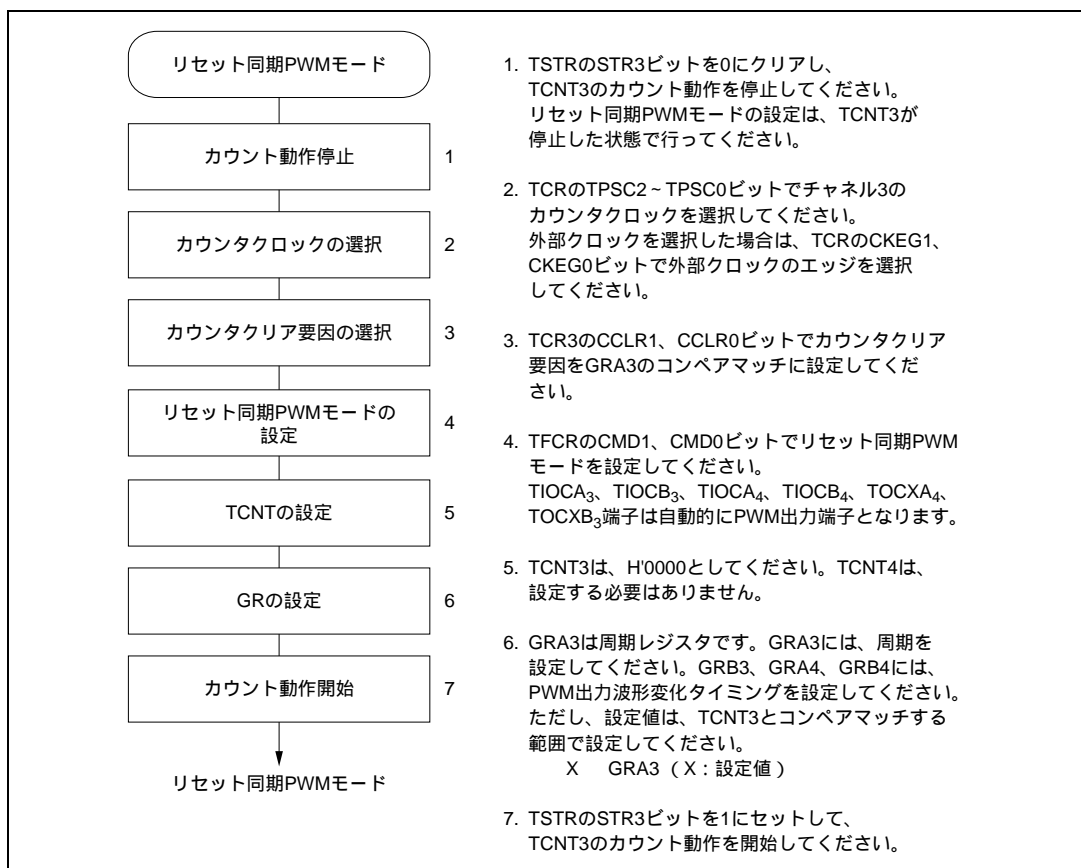 リセット同期PWMモード
カウント動作停止
1
カウンタクロックの選択
2
カウンタクリア要因の選択
3
リセット同期PWMモードの
設定
4
TCNTの設定
5
GRの設定
6
カウント動作開始
7
リセット同期PWMモード
1. TSTRのSTR3ビットを0にクリアし、
TCNT3のカウント動作を停止してください。
リセット同期PWMモードの設定は、TCNT3が
停止した状態で行ってください。
2. TCRのTPSC2~TPSC0ビットでチャネル3の
カウンタクロックを選択してください。
外部クロックを選択した場合は、TCRのCKEG1、
CKEG0ビットで外部クロックのエッジを選択
してください。
3. TCR3のCCLR1、CCLR0ビットでカウンタクリア
要因をGRA3のコンペアマッチに設定してくだ
さい。
4. TFCRのCMD1、CMD0ビットでリセット同期PWM
モードを設定してください。
TIOCA3、TIOCB3、TIOCA4、TIOCB4、TOCXA4、
TOCXB3端子は自動的にPWM出力端子となります。
5. TCNT3は、H'0000としてください。TCNT4は、
設定する必要はありません。
6. GRA3は周期レジスタです。GRA3には、周期を
設定してください。GRB3、GRA4、GRB4には、
PWM出力波形変化タイミングを設定してください。
ただし、設定値は、TCNT3とコンペアマッチする
範囲で設定してください。
X GRA3(X:設定値)
7. TSTRのSTR3ビットを1にセットして、
TCNT3のカウント動作を開始してください。